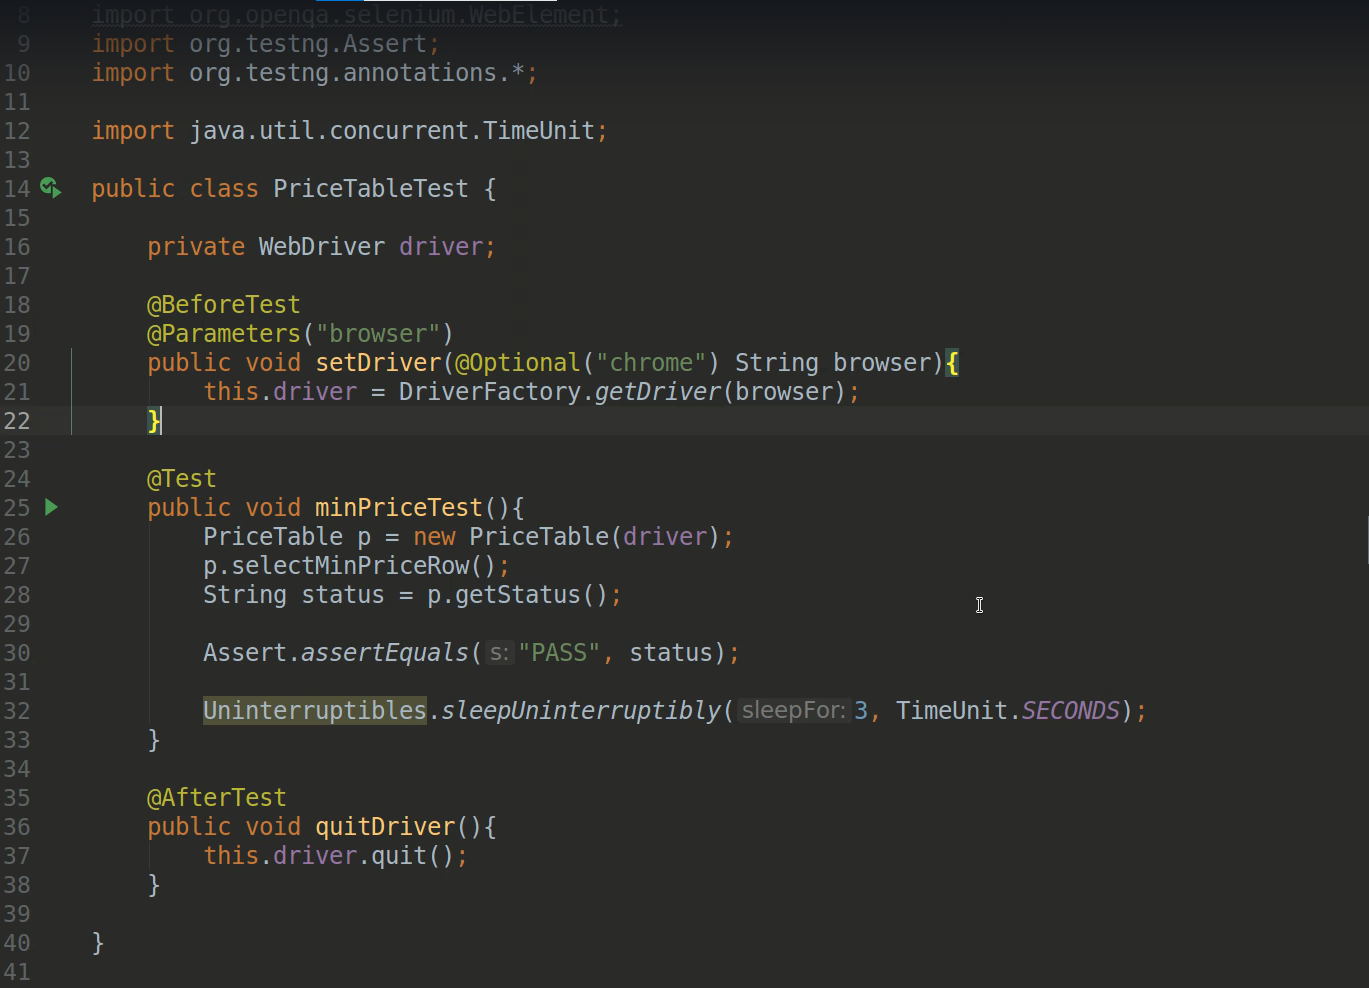 8 import org.openqa.selenium.WebElement;
9 import org.testng.Assert;
10 import org.testng.annotations.*;
11
12 import java.util.concurrent.TimeUnit;
13
14 public class PriceTableTest {
15
16     private WebDriver driver;
17
18     @BeforeTest
19     @Parameters("browser")
20     public void setDriver(@Optional("chrome") String browser){
21         this.driver = DriverFactory.getDriver(browser);
22     }
23
24     @Test
25     public void minPriceTest(){
26         PriceTable p = new PriceTable(driver);
27         p.selectMinPriceRow();
28         String status = p.getStatus();
29
30         Assert.assertEquals( s: "PASS", status);
31
32         Uninterruptibles.sleepUninterruptibly( sleepFor: 3, TimeUnit.SECONDS);
33     }
34
35     @AfterTest
36     public void quitDriver(){
37         this.driver.quit();
38     }
39
40 }
41